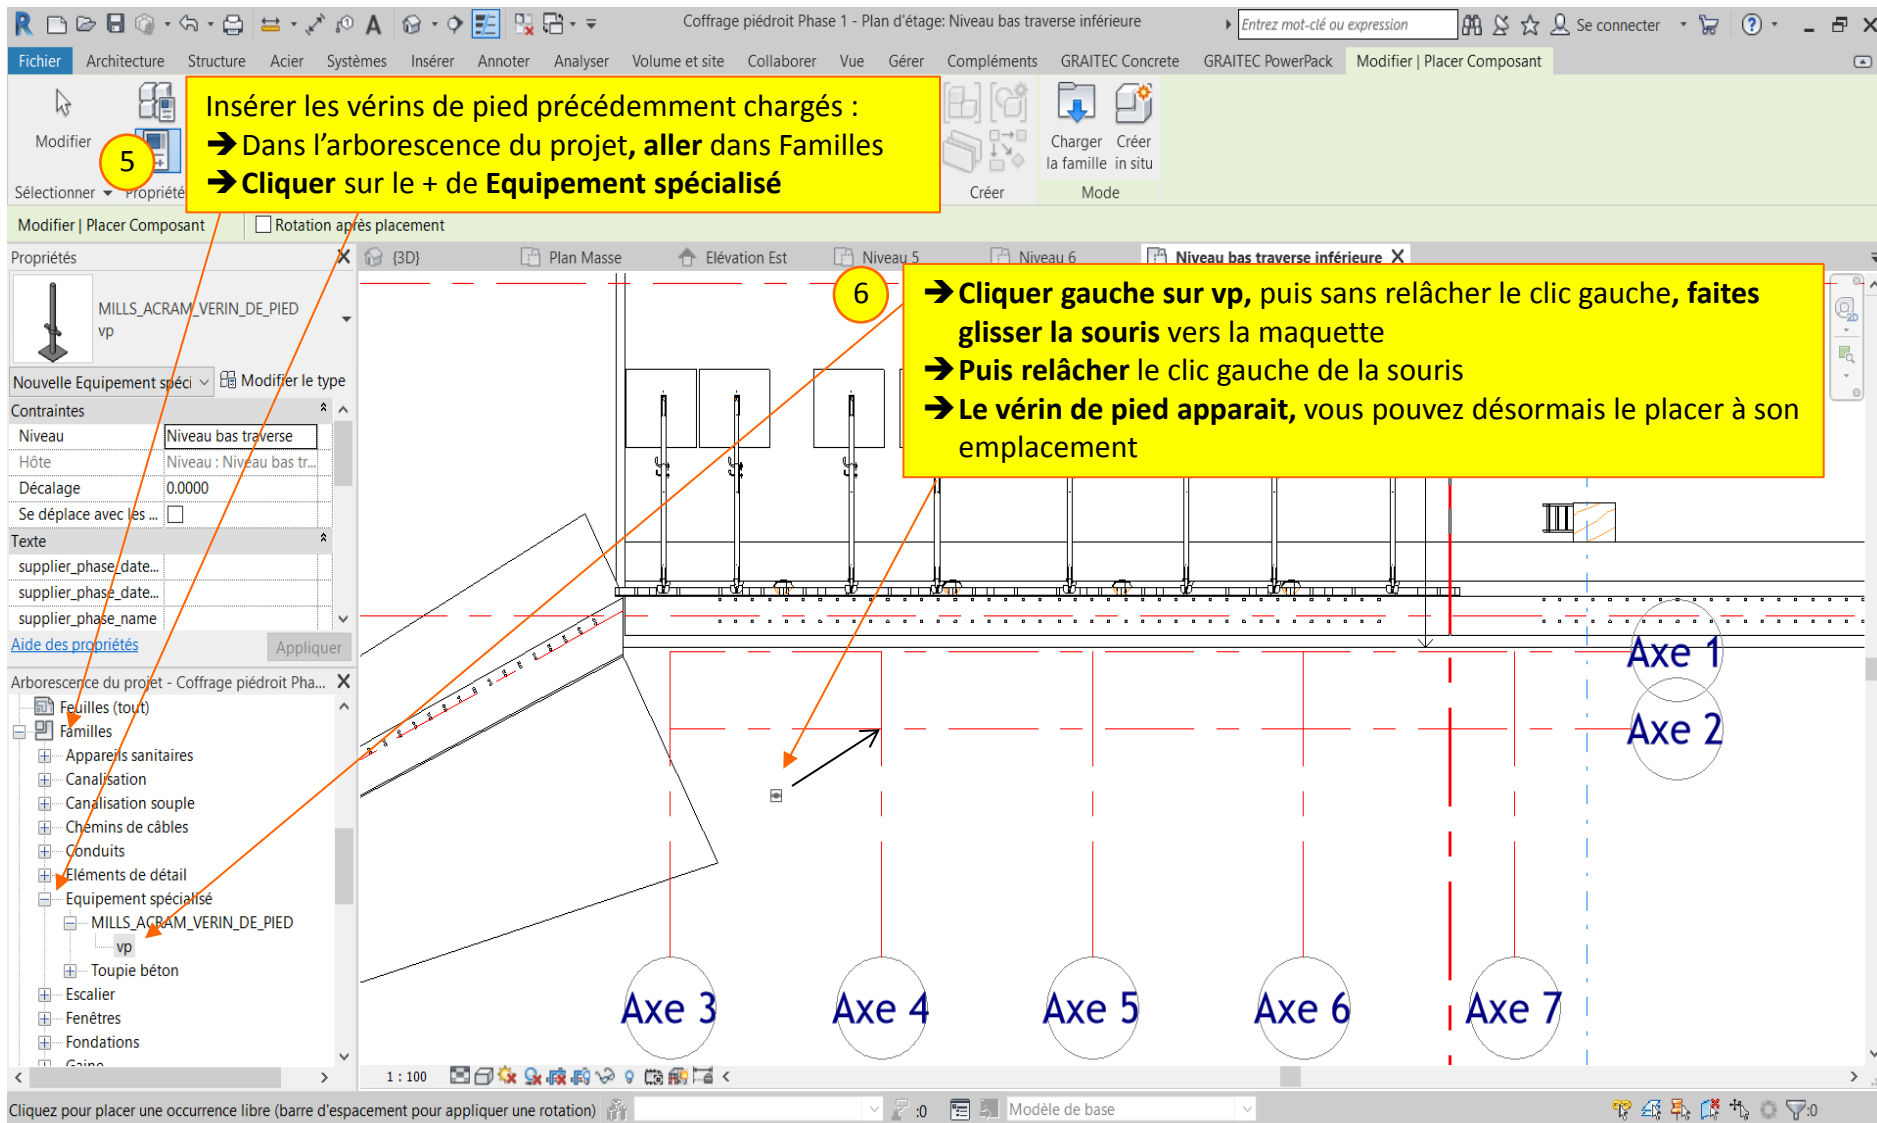 Coffrage piédroit Phase 1 - Plan d'étage: Niveau bas traverse inférieure
Entrez mot-clé ou expression
Se connecter
Fichier Architecture Structure Acier Systèmes Insérer Annoter Analyser Volume et site Collaborer Vue Gérer Compléments GRAITEC Concrete GRAITEC PowerPack Modifier | Placer Composant
Modifier
Sélectionner
Propriété
5
Insérer les vérins de pied précédemment chargés :
➔ Dans l’arborescence du projet, aller dans Familles
➔ Cliquer sur le + de Equipement spécialisé
Charger
la famille
Créer
in situ
Créer
Mode
Modifier | Placer Composant
Rotation après placement
Propriétés
{3D}
Plan Masse
Elévation Est
Niveau 5
Niveau 6
Niveau bas traverse inférieure
MILLS_ACRAM_VERIN_DE_PIED
vp
Nouvelle Equipement spéci
Modifier le type
Contraintes
Niveau
Niveau bas traverse
Hôte
Niveau : Niveau bas tr...
Décalage
0.0000
Se déplace avec les ...
Texte
supplier_phase_date...
supplier_phase_date...
supplier_phase_name
Aide des propriétés
Appliquer
6
➔ Cliquer gauche sur vp, puis sans relâcher le clic gauche, faites
glisser la souris vers la maquette
➔ Puis relâcher le clic gauche de la souris
➔ Le vérin de pied apparait, vous pouvez désormais le placer à son
emplacement
2D
Arborescence du projet - Coffrage piédroit Pha...
Feuilles (tout)
Familles
Appareils sanitaires
Canalisation
Canalisation souple
Chemins de câbles
Conduits
Eléments de détail
Equipement spécialisé
MILLS_ACRAM_VERIN_DE_PIED
vp
Toupie béton
Escalier
Fenêtres
Fondations
Gaine
Axe 1
Axe 2
Axe 3
Axe 4
Axe 5
Axe 6
Axe 7
1 : 100
Cliquez pour placer une occurrence libre (barre d'espacement pour appliquer une rotation)
:0
Modèle de base
:0